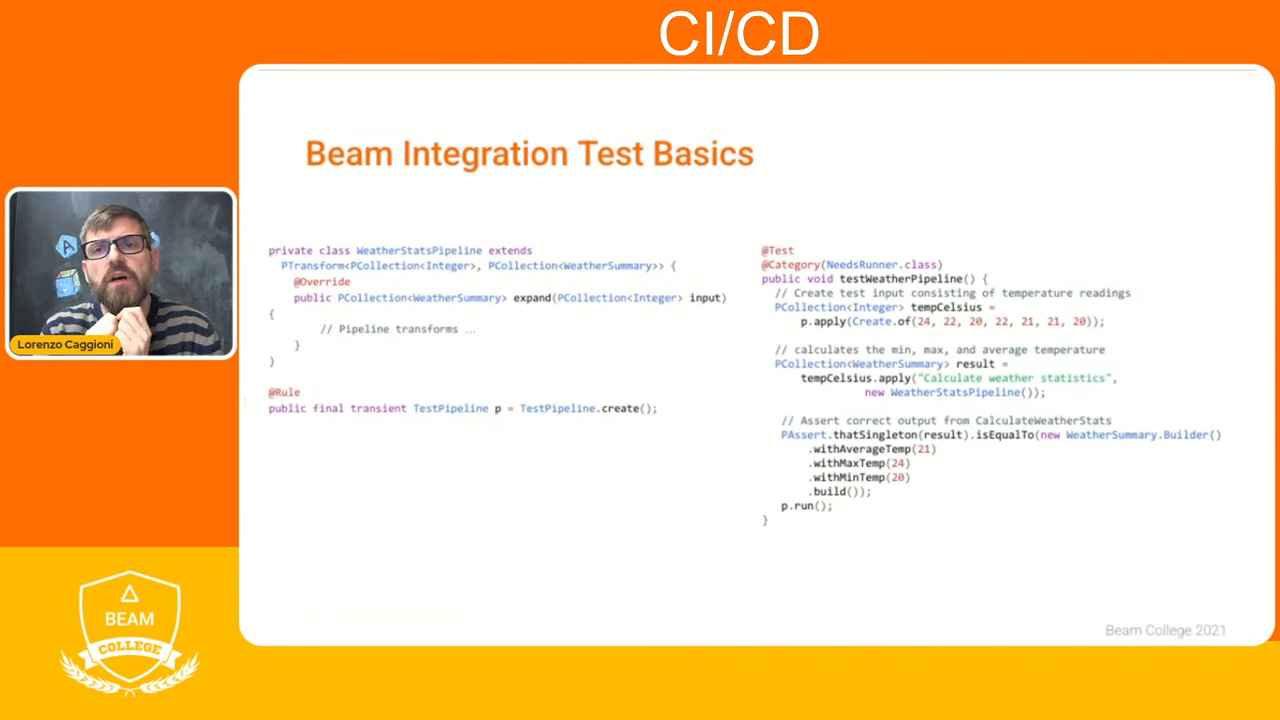 CI/CD
Beam Integration Test Basics
private class WeatherStatsPipeline extends
PTransform<PCollection<Integer>, PCollection<WeatherSummary>> {
@Override
public PCollection<WeatherSummary> expand(PCollection<Integer> input)
{
// Pipeline transforms …
}
}
@Rule
public final transient TestPipeline p = TestPipeline.create();
@Test
@Category(NeedsRunner.class)
public void testWeatherPipeline() {
// Create test input consisting of temperature readings
PCollection<Integer> tempCelsius =
p.apply(Create.of(24, 22, 20, 22, 21, 21, 20));
// calculates the min, max, and average temperature
PCollection<WeatherSummary> result =
tempCelsius.apply("Calculate weather statistics",
new WeatherStatsPipeline());
// Assert correct output from CalculateWeatherStats
PAssert.thatSingleton(result).isEqualTo(new WeatherSummary.Builder()
.withAverageTemp(21)
.withMaxTemp(24)
.withMinTemp(20)
.build());
p.run();
}
Lorenzo Caggioni
BEAM
COLLEGE
Beam College 2021